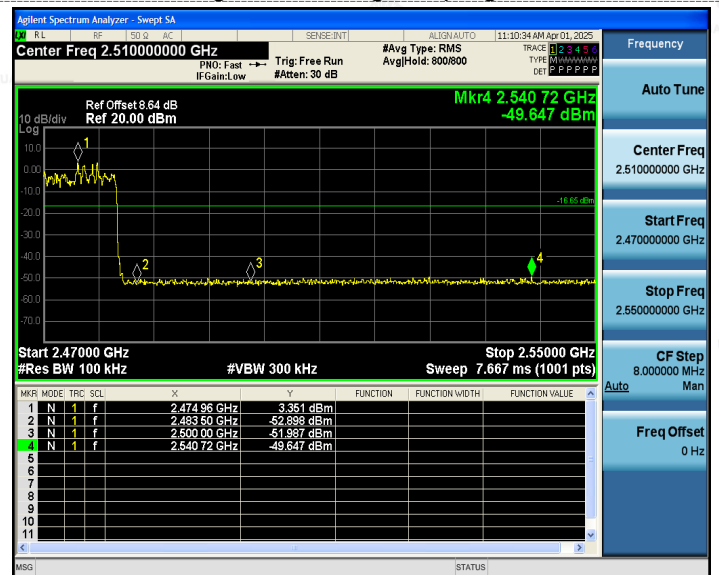 Agilent Spectrum Analyzer - Swept SA
LXI RL RF 50 Ω AC SENSE:INT ALIGNAUTO 11:10:34 AM Apr 01, 2025
Center Freq 2.510000000 GHz
PNO: Fast
IFGain:Low
Trig: Free Run
#Atten: 30 dB
#Avg Type: RMS
Avg|Hold: 800/800
TRACE 1 2 3 4 5 6
TYPE M WWWWW
DET P P P P P P
Ref Offset 8.64 dB
10 dB/div Ref 20.00 dBm
Log
Mkr4 2.540 72 GHz
-49.647 dBm
10.0
0.00
-10.0
-20.0
-30.0
-40.0
-50.0
-60.0
-70.0
1
2
3
4
-16.65 dBm
Start 2.47000 GHz Stop 2.55000 GHz
#Res BW 100 kHz #VBW 300 kHz Sweep 7.667 ms (1001 pts)
MKR MODE TRC SCL X Y FUNCTION FUNCTION WIDTH FUNCTION VALUE
1 N 1 f 2.474 96 GHz 3.351 dBm
2 N 1 f 2.483 50 GHz -52.898 dBm
3 N 1 f 2.500 00 GHz -51.987 dBm
4 N 1 f 2.540 72 GHz -49.647 dBm
5
6
7
8
9
10
11
MSG STATUS
Frequency
Auto Tune
Center Freq
2.510000000 GHz
Start Freq
2.470000000 GHz
Stop Freq
2.550000000 GHz
CF Step
8.000000 MHz
Auto Man
Freq Offset
0 Hz